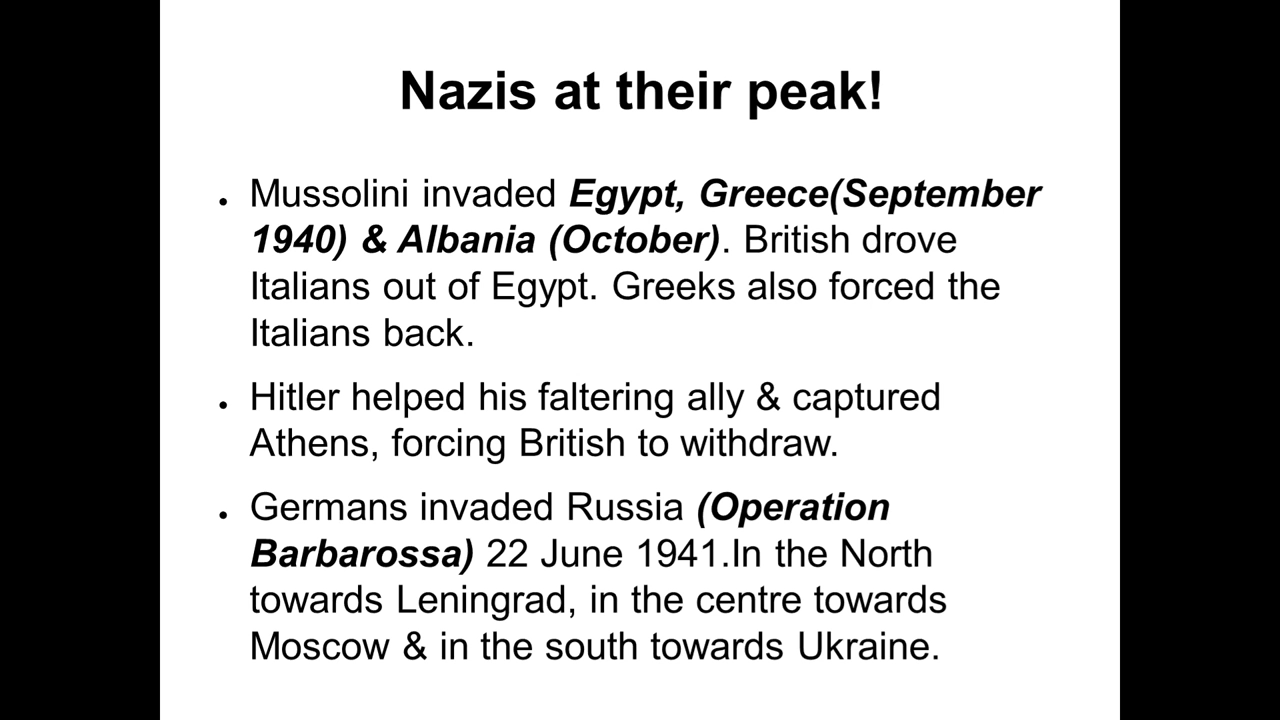 Nazis at their peak!
• Mussolini invaded Egypt, Greece(September
1940) & Albania (October). British drove
Italians out of Egypt. Greeks also forced the
Italians back.
• Hitler helped his faltering ally & captured
Athens, forcing British to withdraw.
• Germans invaded Russia (Operation
Barbarossa) 22 June 1941.In the North
towards Leningrad, in the centre towards
Moscow & in the south towards Ukraine.